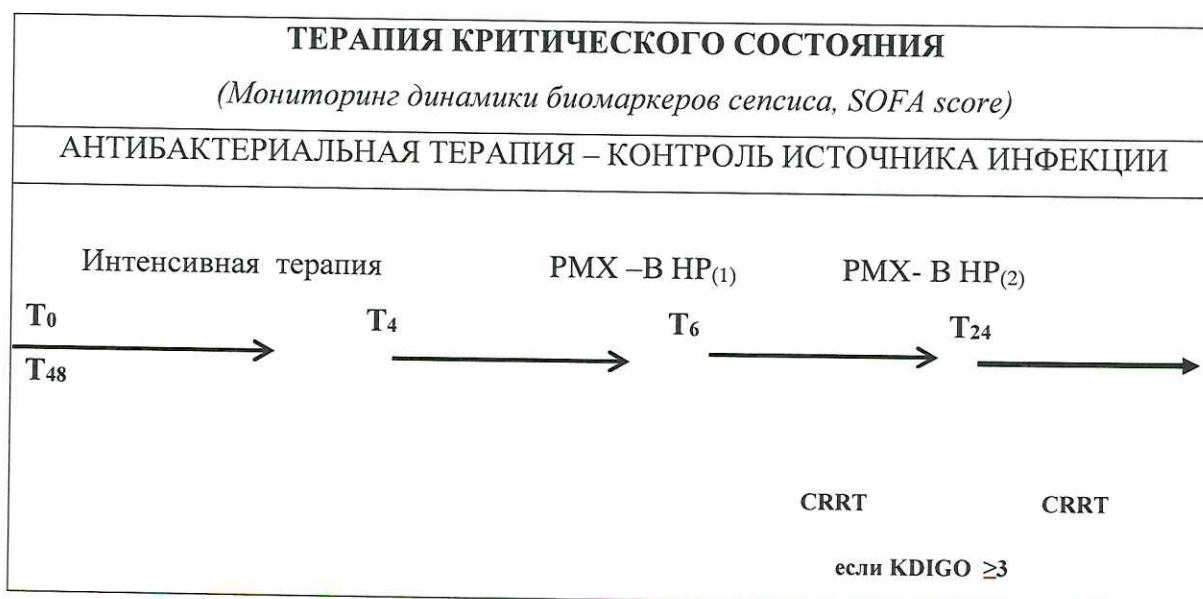 ТЕРАПИЯ КРИТИЧЕСКОГО СОСТОЯНИЯ
(Мониторинг динамики биомаркеров сепсиса, SOFA score)
АНТИБАКТЕРИАЛЬНАЯ ТЕРАПИЯ – КОНТРОЛЬ ИСТОЧНИКА ИНФЕКЦИИ
Интенсивная терапия PMX –B HP(1) PMX- B HP(2)
T0 T4 T6 T24
T48
CRRT CRRT
если KDIGO ≥3